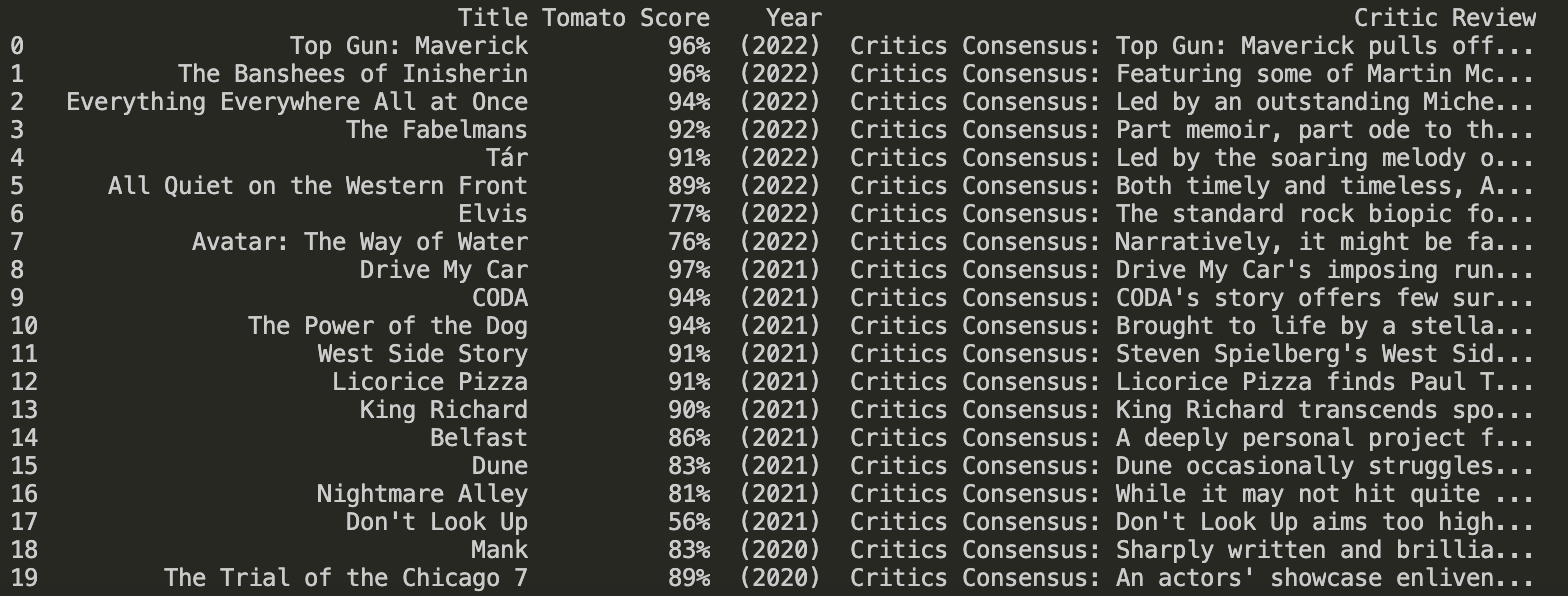 Title Tomato Score Year Critic Review
0 Top Gun: Maverick 96% (2022) Critics Consensus: Top Gun: Maverick pulls off...
1 The Banshees of Inisherin 96% (2022) Critics Consensus: Featuring some of Martin Mc...
2 Everything Everywhere All at Once 94% (2022) Critics Consensus: Led by an outstanding Miche...
3 The Fabelmans 92% (2022) Critics Consensus: Part memoir, part ode to th...
4 Tár 91% (2022) Critics Consensus: Led by the soaring melody o...
5 All Quiet on the Western Front 89% (2022) Critics Consensus: Both timely and timeless, A...
6 Elvis 77% (2022) Critics Consensus: The standard rock biopic fo...
7 Avatar: The Way of Water 76% (2022) Critics Consensus: Narratively, it might be fa...
8 Drive My Car 97% (2021) Critics Consensus: Drive My Car's imposing run...
9 CODA 94% (2021) Critics Consensus: CODA's story offers few sur...
10 The Power of the Dog 94% (2021) Critics Consensus: Brought to life by a stella...
11 West Side Story 91% (2021) Critics Consensus: Steven Spielberg's West Sid...
12 Licorice Pizza 91% (2021) Critics Consensus: Licorice Pizza finds Paul T...
13 King Richard 90% (2021) Critics Consensus: King Richard transcends spo...
14 Belfast 86% (2021) Critics Consensus: A deeply personal project f...
15 Dune 83% (2021) Critics Consensus: Dune occasionally struggles...
16 Nightmare Alley 81% (2021) Critics Consensus: While it may not hit quite ...
17 Don't Look Up 56% (2021) Critics Consensus: Don't Look Up aims too high...
18 Mank 83% (2020) Critics Consensus: Sharply written and brillia...
19 The Trial of the Chicago 7 89% (2020) Critics Consensus: An actors' showcase enliven...